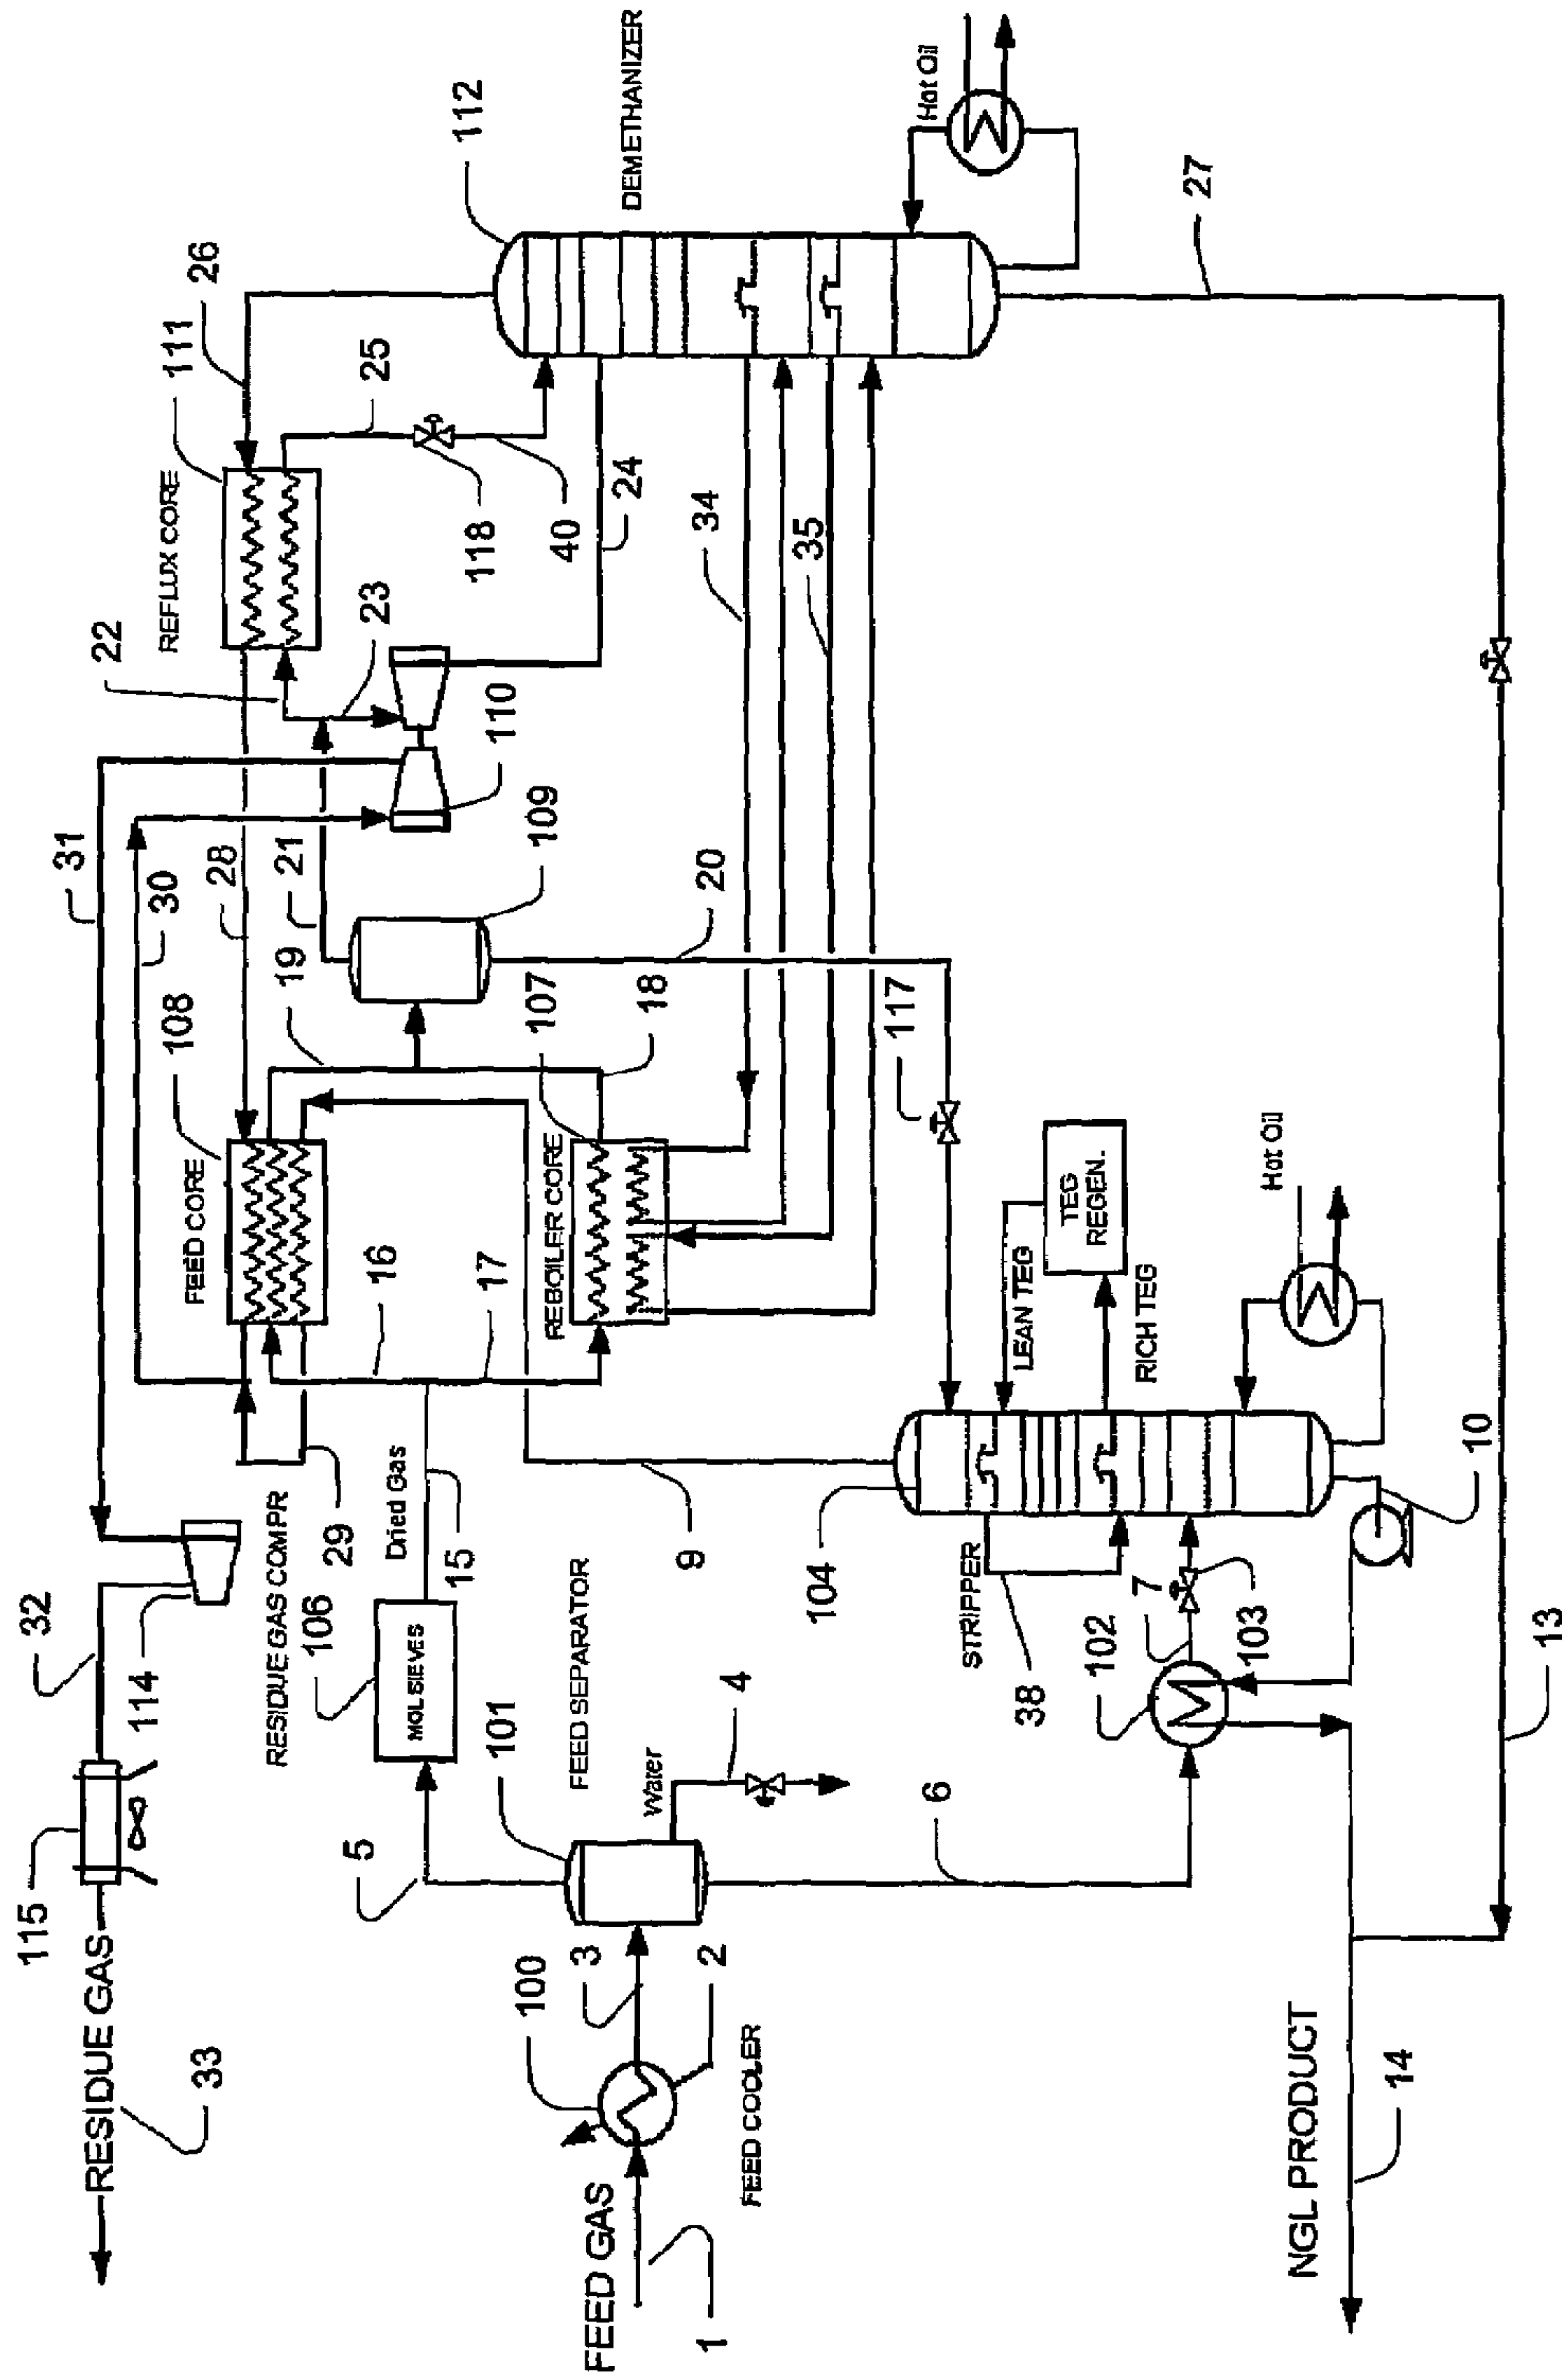 115
32
31
RESIDUE GAS
114
30
108
111
26
33
FEED CORE
28
REFLUX CORE
22
RESIDUE GAS COMPR
19
21
106
29
Dried Gas
16
23
25
5
MOL SIEVES
15
17
110
112
118
101
9
REBOILER CORE
107
109
100
3
FEED SEPARATOR
18
40
24
DEMETHANIZER
FEED GAS
1
2
Water
4
20
34
FEED COOLER
104
35
117
6
STRIPPER
38
Hot Oil
102
7
LEAN TEG
TEG
REGEN.
103
RICH TEG
27
Hot Oil
NGL PRODUCT
14
10
13